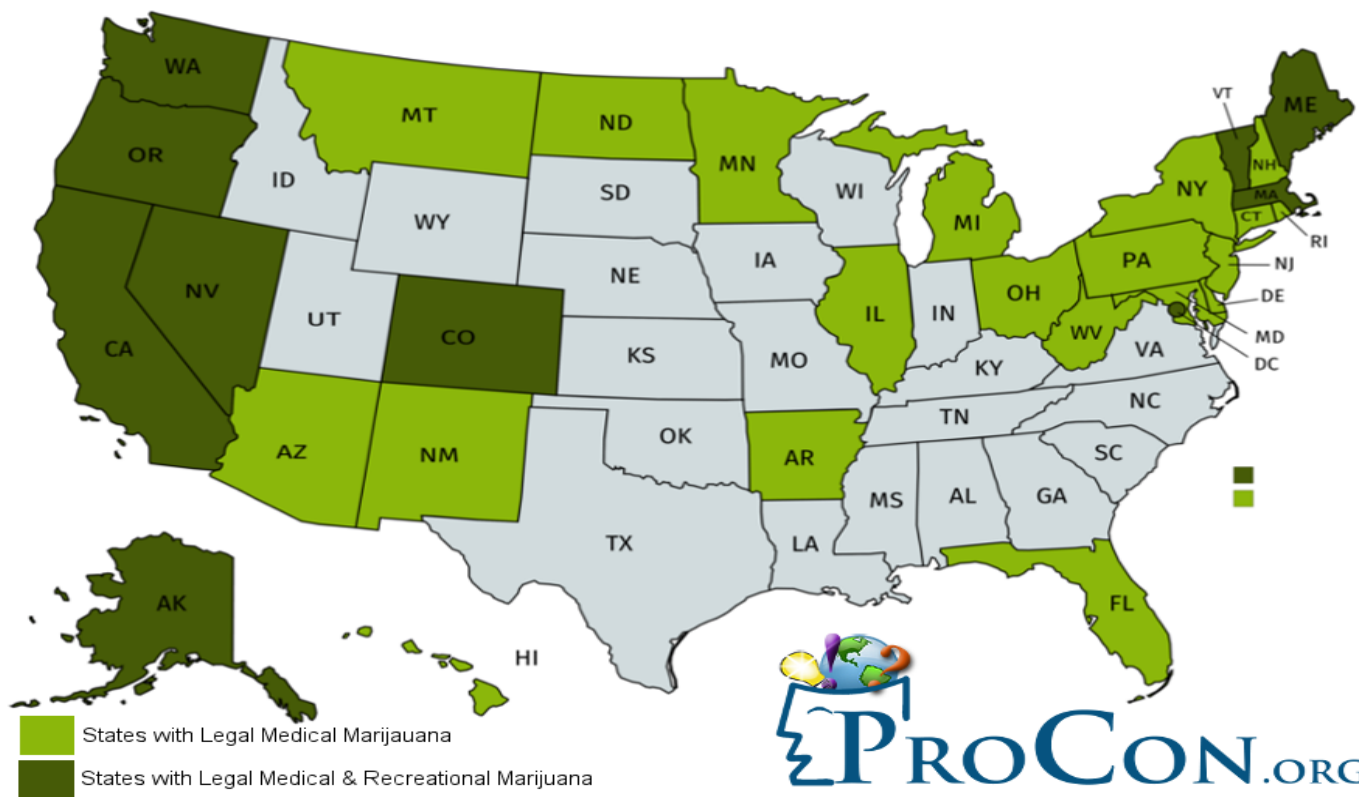 WA
MT
ND
MN
VT
ME
OR
ID
SD
WI
NH
NY
MA
CT
RI
WY
MI
NE
IA
PA
NJ
NV
UT
CO
IL
IN
OH
DE
WV
MD
CA
KS
MO
KY
VA
DC
AZ
NM
OK
AR
TN
NC
SC
TX
LA
MS
AL
GA
AK
FL
HI
States with Legal Medical Marijauana
States with Legal Medical & Recreational Marijuana
PROCON.ORG